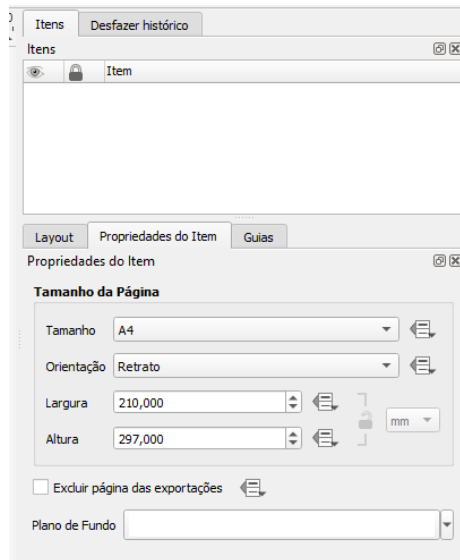 Itens Desfazer histórico
Itens
Item
Layout Propriedades do Item Guias
Propriedades do Item
Tamanho da Página
Tamanho A4
Orientação Retrato
Largura 210,000
mm
Altura 297,000
Excluir página das exportações
Plano de Fundo